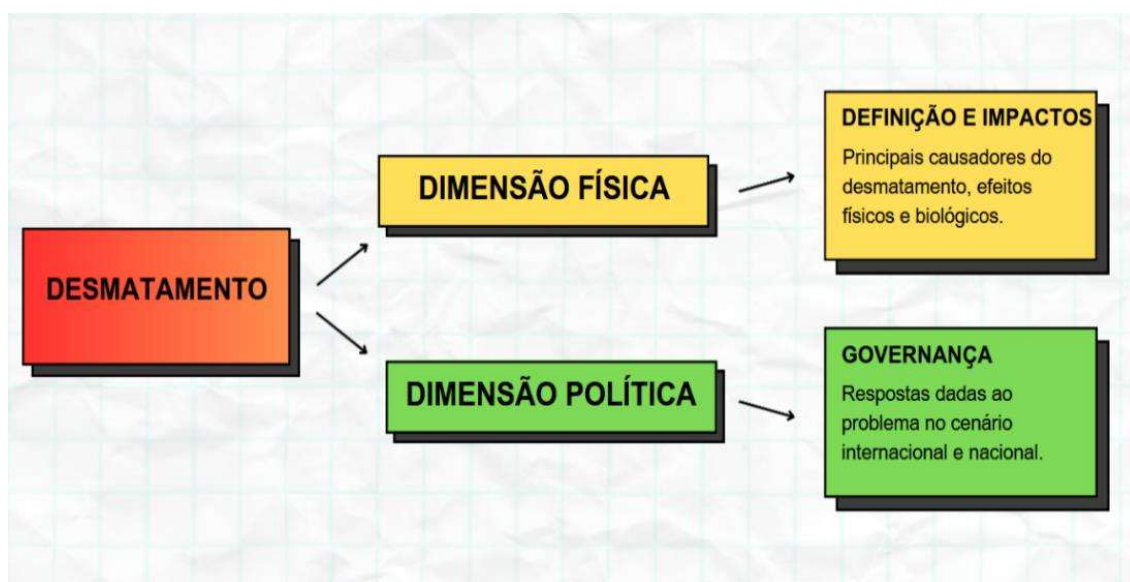 DESMATAMENTO
DIMENSÃO FÍSICA
DEFINIÇÃO E IMPACTOS
Principais causadores do
desmatamento, efeitos
físicos e biológicos.
DIMENSÃO POLÍTICA
GOVERNANÇA
Respostas dadas ao
problema no cenário
internacional e nacional.